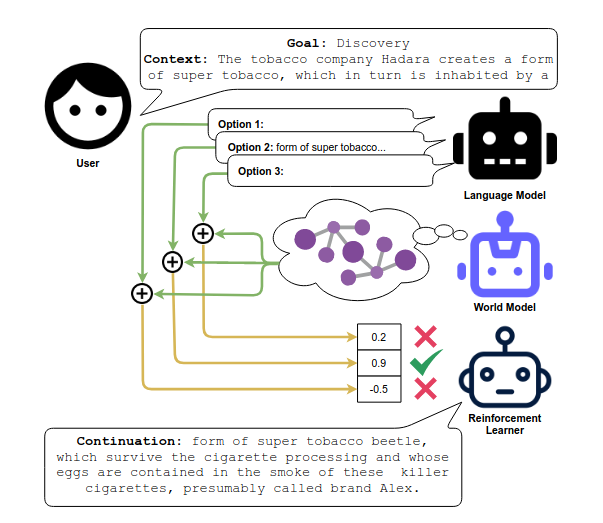 Goal: Discovery
Context: The tobacco company Hadara creates a form
of super tobacco, which in turn is inhabited by a
User
Option 1:
Option 2: form of super tobacco...
Option 3:
Language Model
World Model
0.2
0.9
-0.5
Reinforcement
Learner
Continuation: form of super tobacco beetle,
which survive the cigarette processing and whose
eggs are contained in the smoke of these killer
cigarettes, presumably called brand Alex.